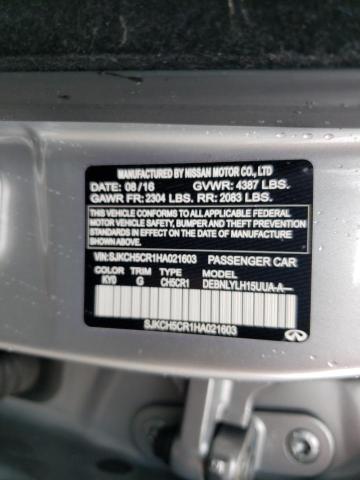 MANUFACTURED BY NISSAN MOTOR CO., LTD
DATE: 08/16 GVWR: 4387 LBS.
GAWR FR: 2304 LBS. RR: 2083 LBS.
THIS VEHICLE CONFORMS TO ALL APPLICABLE FEDERAL
MOTOR VEHICLE SAFETY, BUMPER AND THEFT PREVENTION
STANDARDS IN EFFECT ON THE DATE OF MANUFACTURE
SHOWN ABOVE.
VIN:SJKCH5CR1HA021603 PASSENGER CAR
COLOR TRIM TYPE MODEL
KY0 G CH5CR1 DEBNLYLH15UUA-A—
SJKCH5CR1HA021603